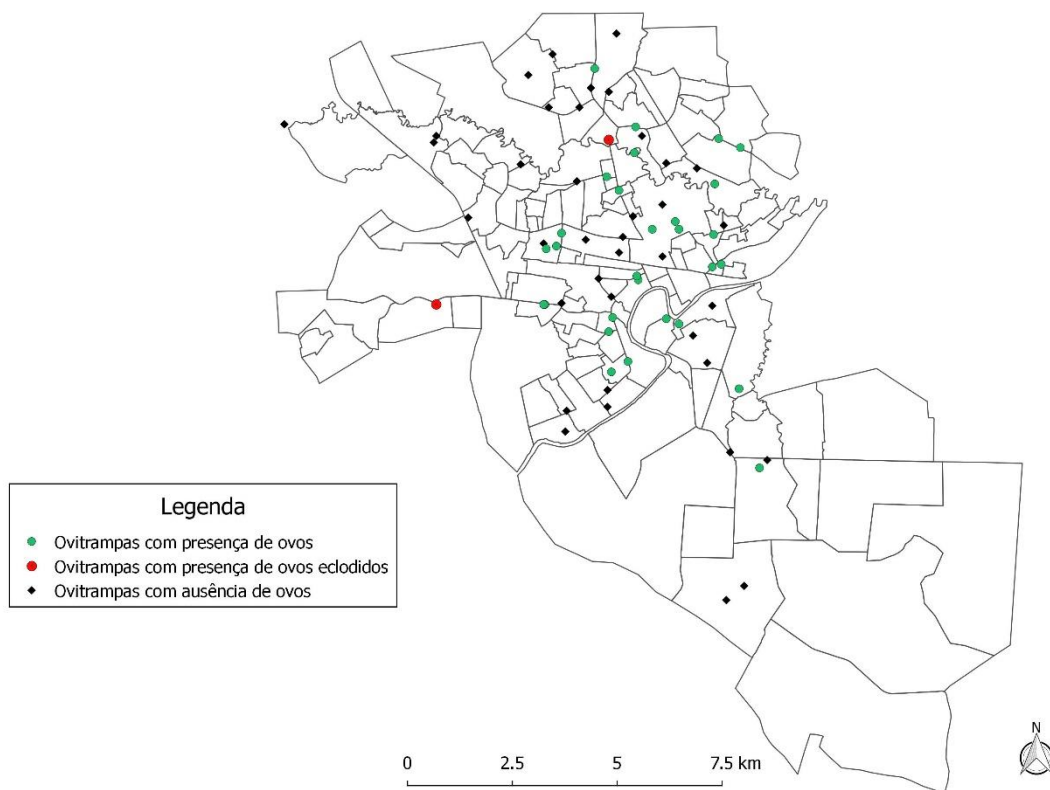 Legenda
Ovitrampas com presença de ovos
Ovitrampas com presença de ovos eclodidos
Ovitrampas com ausência de ovos
N
0 2.5 5 7.5 km